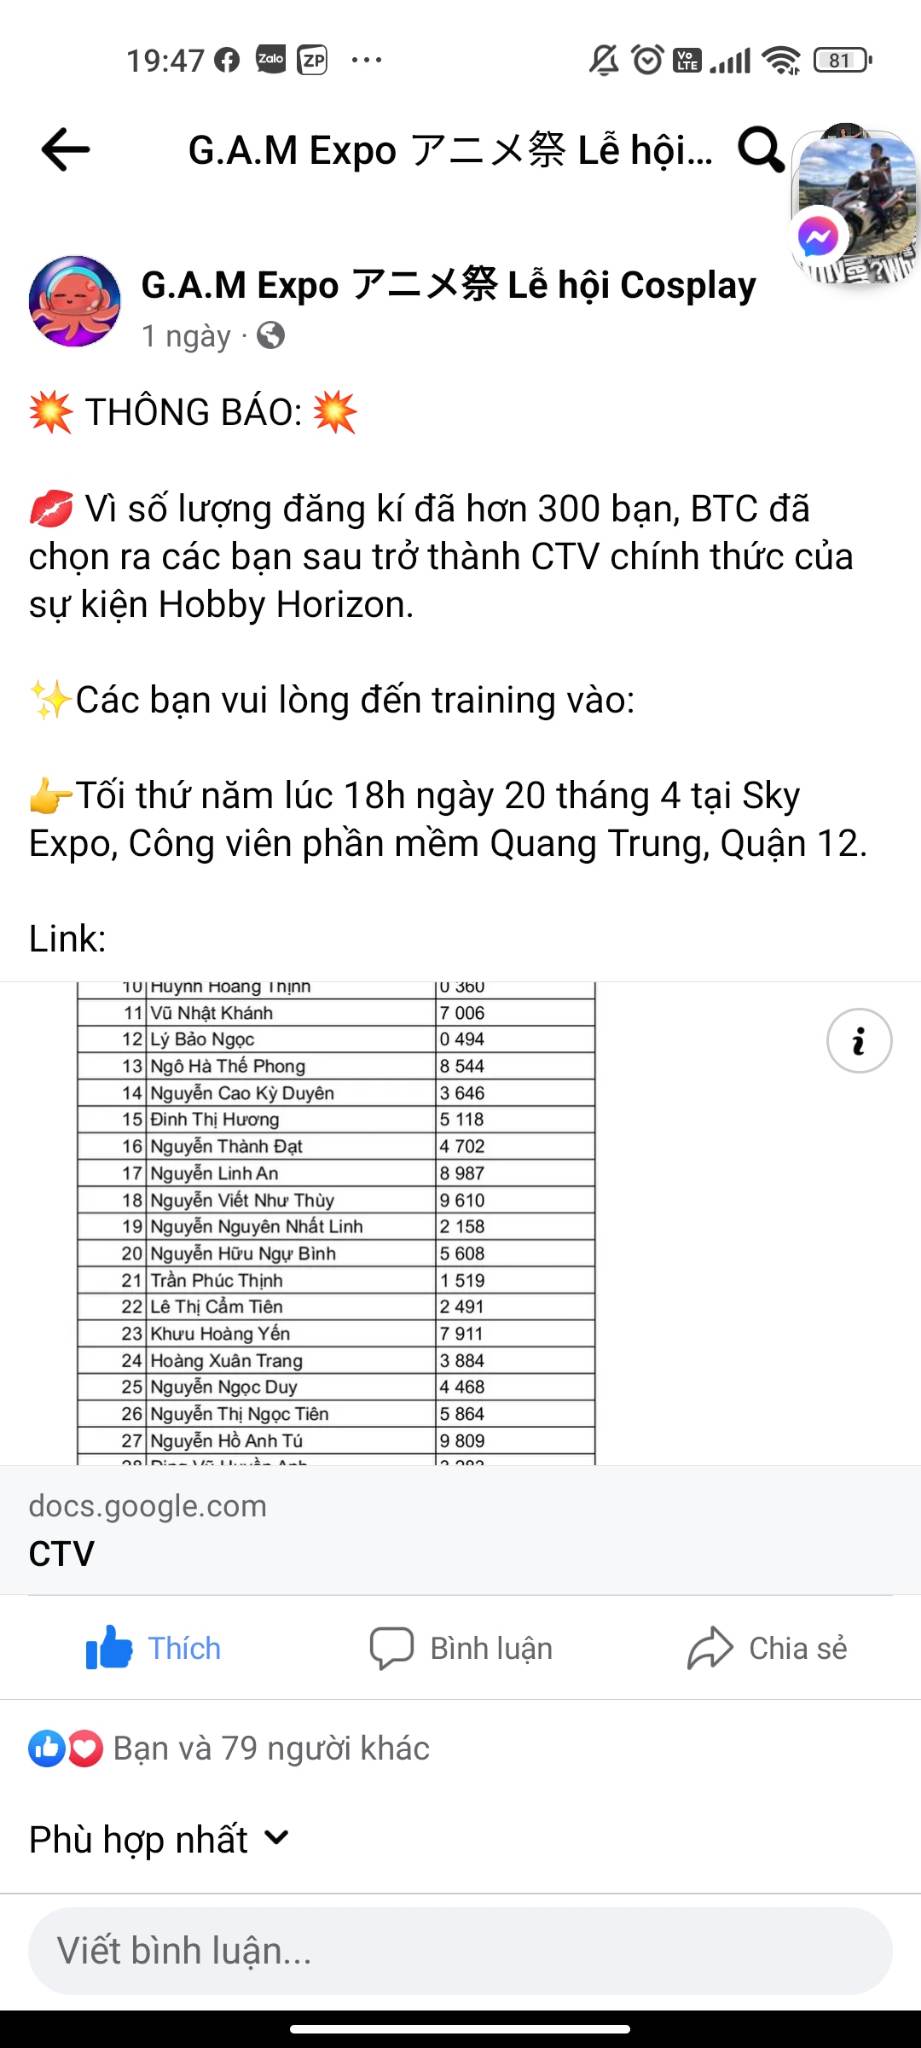 19:47
Zalo
ZP
Vo
LTE
81
G.A.M Expo アニメ祭 Lễ hội...
G.A.M Expo アニメ祭 Lễ hội Cosplay
1 ngày ·
THÔNG BÁO:
Vì số lượng đăng kí đã hơn 300 bạn, BTC đã
chọn ra các bạn sau trở thành CTV chính thức của
sự kiện Hobby Horizon.
Các bạn vui lòng đến training vào:
Tối thứ năm lúc 18h ngày 20 tháng 4 tại Sky
Expo, Công viên phần mềm Quang Trung, Quận 12.
Link:
10 Huỳnh Hoàng Thịnh 0 360
11 Vũ Nhật Khánh 7 006
12 Lý Bảo Ngọc 0 494
13 Ngô Hà Thế Phong 8 544
14 Nguyễn Cao Kỳ Duyên 3 646
15 Đinh Thị Hương 5 118
16 Nguyễn Thành Đạt 4 702
17 Nguyễn Linh An 8 987
18 Nguyễn Viết Như Thùy 9 610
19 Nguyễn Nguyên Nhất Linh 2 158
20 Nguyễn Hữu Ngự Bình 5 608
21 Trần Phúc Thịnh 1 519
22 Lê Thị Cẩm Tiên 2 491
23 Khưu Hoàng Yến 7 911
24 Hoàng Xuân Trang 3 884
25 Nguyễn Ngọc Duy 4 468
26 Nguyễn Thị Ngọc Tiên 5 864
27 Nguyễn Hồ Anh Tú 9 809
docs.google.com
CTV
Thích
Bình luận
Chia sẻ
Bạn và 79 người khác
Phù hợp nhất
Viết bình luận...